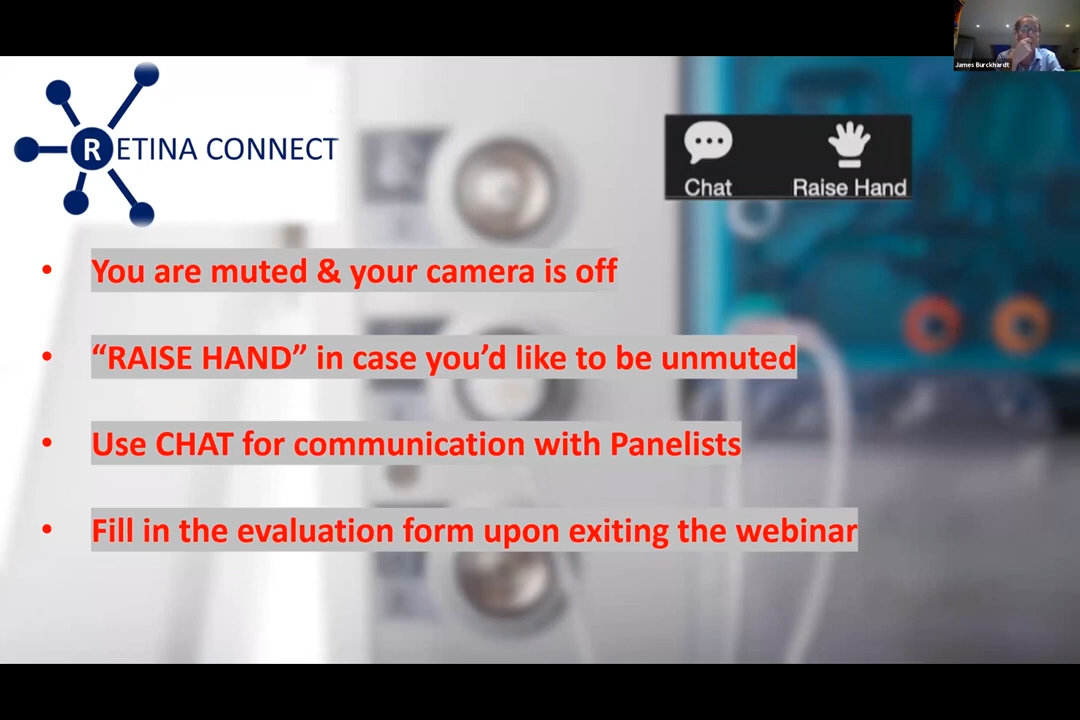 James Burckhardt
RETINA CONNECT
Chat Raise Hand
• You are muted & your camera is off
• “RAISE HAND” in case you’d like to be unmuted
• Use CHAT for communication with Panelists
• Fill in the evaluation form upon exiting the webinar